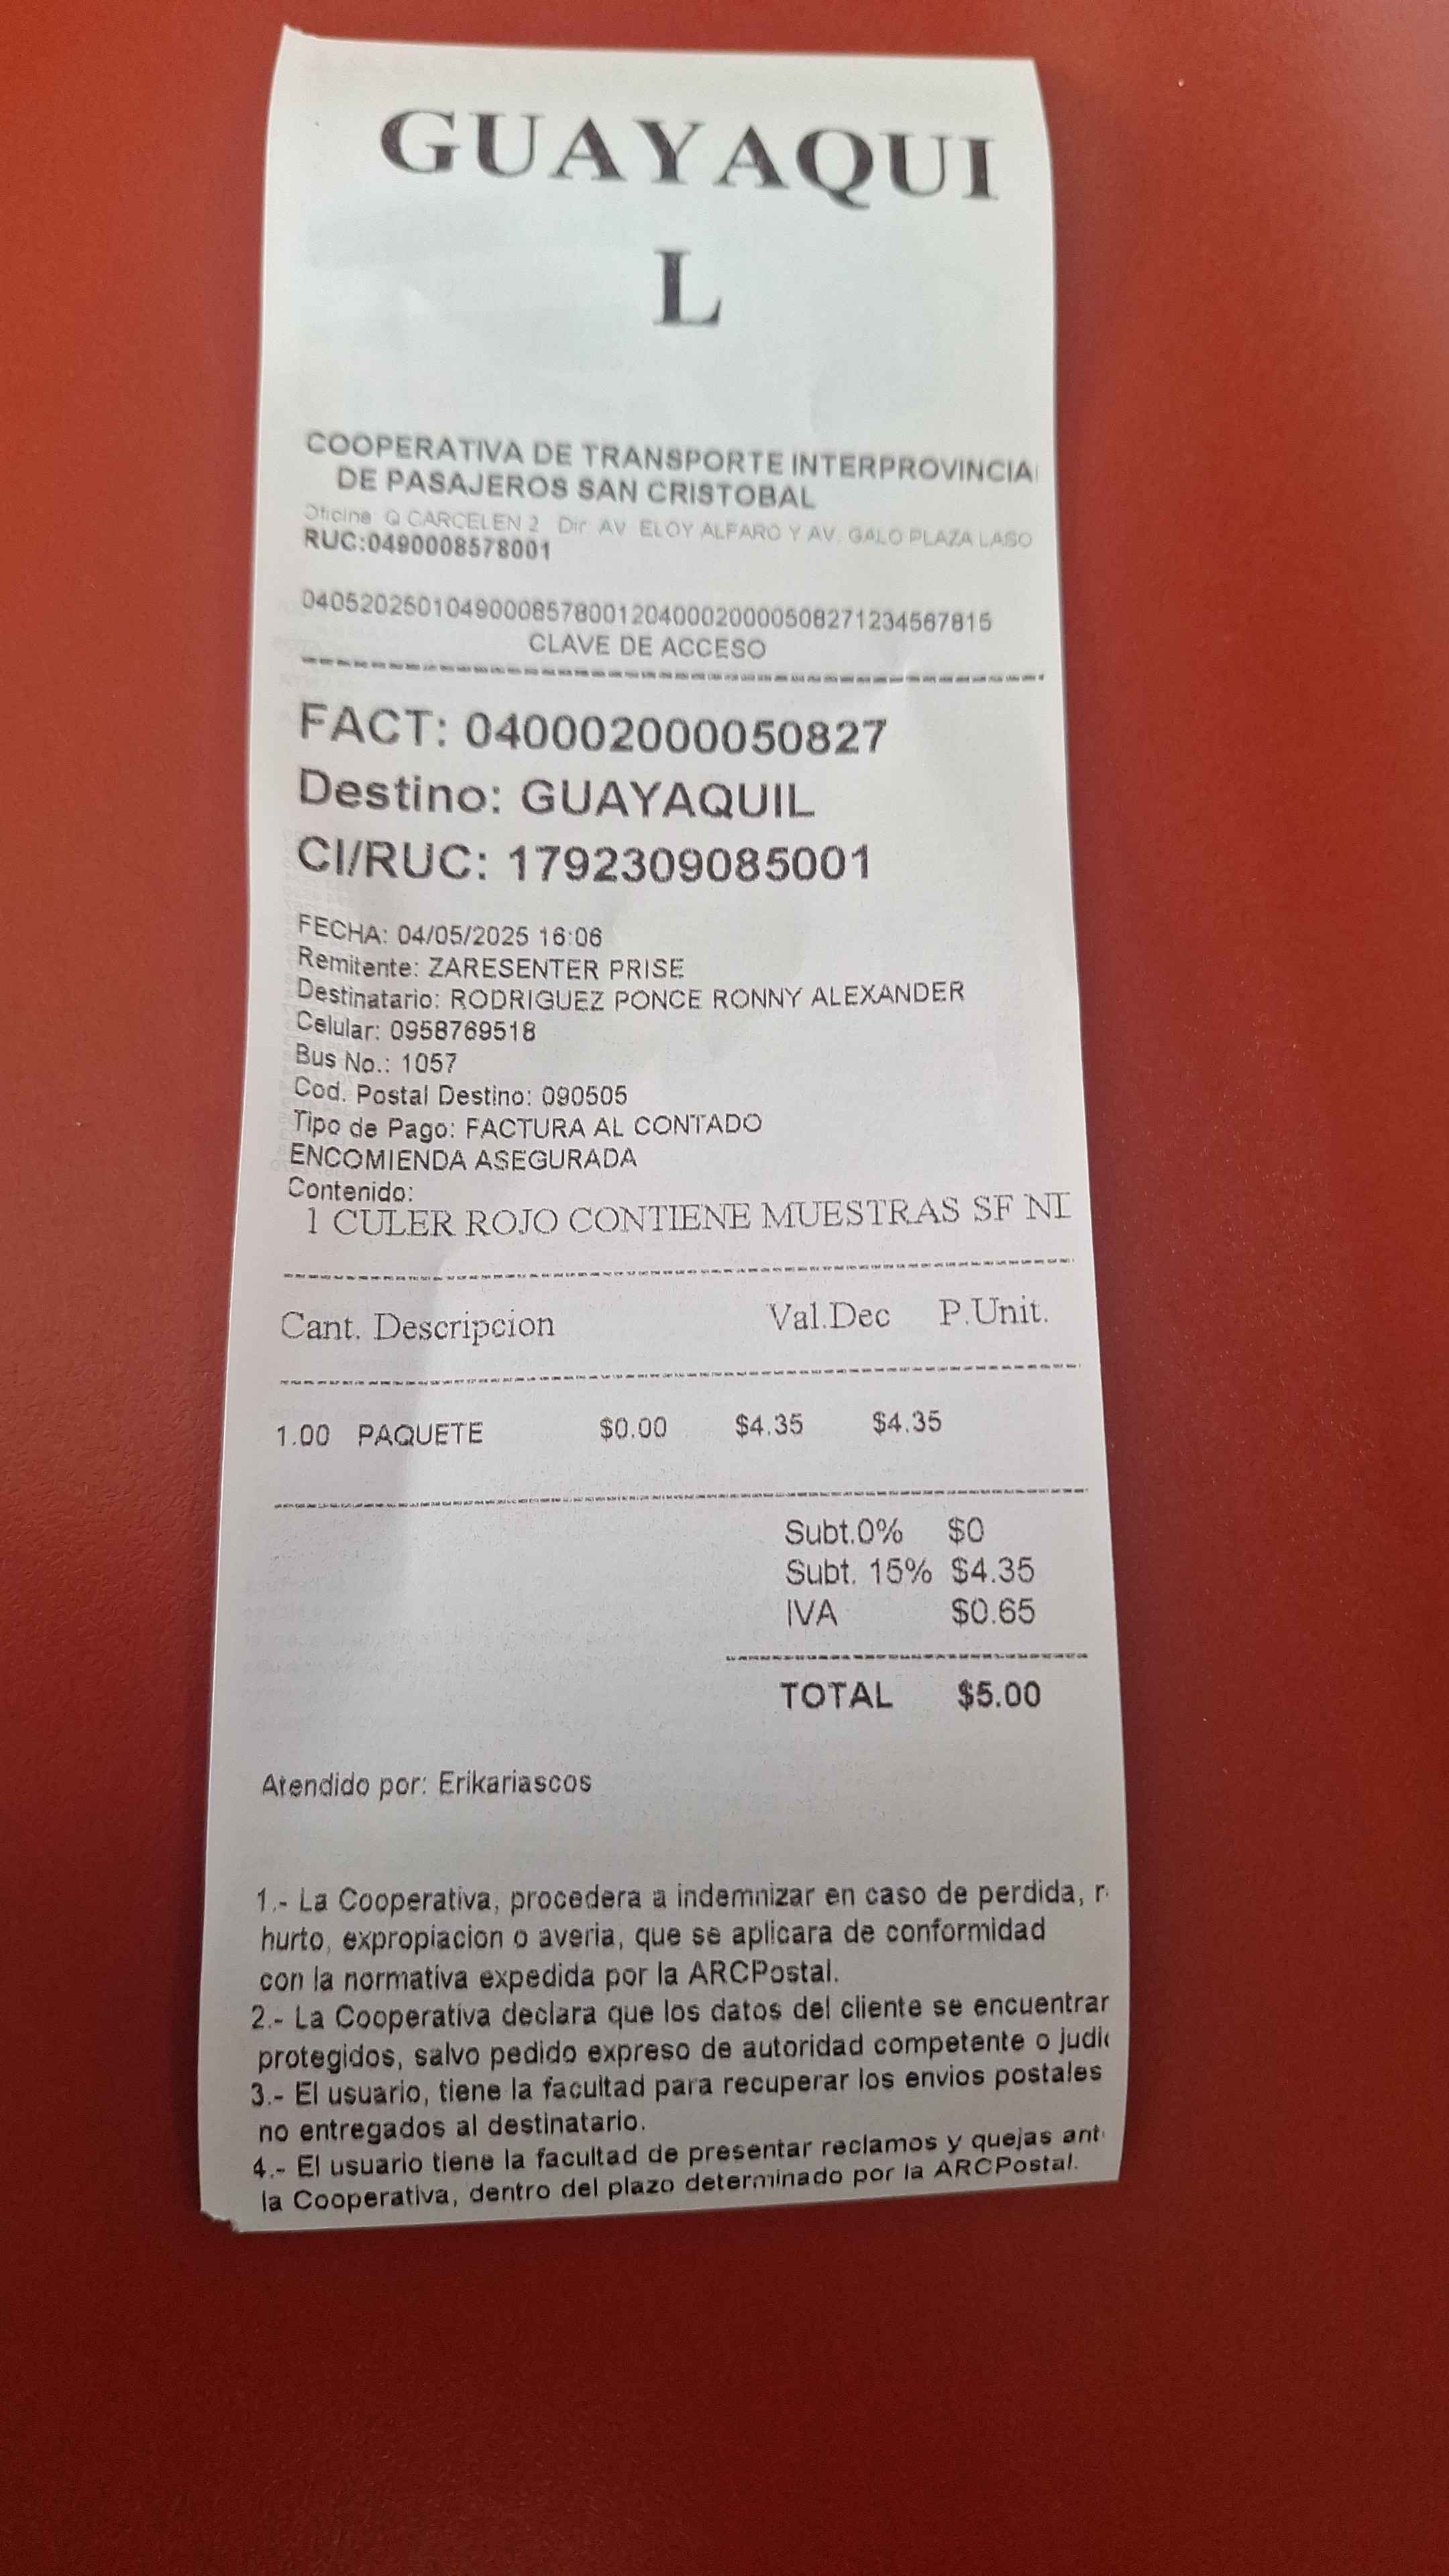 GUAYAQUI
L
COOPERATIVA DE TRANSPORTE INTERPROVINCIA
DE PASAJEROS SAN CRISTOBAL
Oficina Q CARCELEN 2 Dir AV ELOY ALFARO Y AV. GALO PLAZA LASO
RUC:0490008578001
0405202501049000857800120400020000508271234567815
CLAVE DE ACCESO
FACT: 040002000050827
Destino: GUAYAQUIL
CI/RUC: 1792309085001
FECHA: 04/05/2025 16:06
Remitente: ZARESENTER PRISE
Destinatario: RODRIGUEZ PONCE RONNY ALEXANDER
Celular: 0958769518
Bus No.: 1057
Cod. Postal Destino: 090505
Tipo de Pago: FACTURA AL CONTADO
ENCOMIENDA ASEGURADA
Contenido:
1 CULER ROJO CONTIENE MUESTRAS SF NI
Cant. Descripcion Val.Dec P.Unit.
1.00 PAQUETE $0.00 $4.35 $4.35
Subt.0% $0
Subt. 15% $4.35
IVA $0.65
TOTAL $5.00
Atendido por: Erikariascos
1.- La Cooperativa, procedera a indemnizar en caso de perdida, r
hurto, expropiacion o averia, que se aplicara de conformidad
con la normativa expedida por la ARCPostal.
2.- La Cooperativa declara que los datos del cliente se encuentrar
protegidos, salvo pedido expreso de autoridad competente o judi
3.- El usuario, tiene la facultad para recuperar los envios postales
no entregados al destinatario.
4.- El usuario tiene la facultad de presentar reclamos y quejas ant
la Cooperativa, dentro del plazo determinado por la ARCPostal.